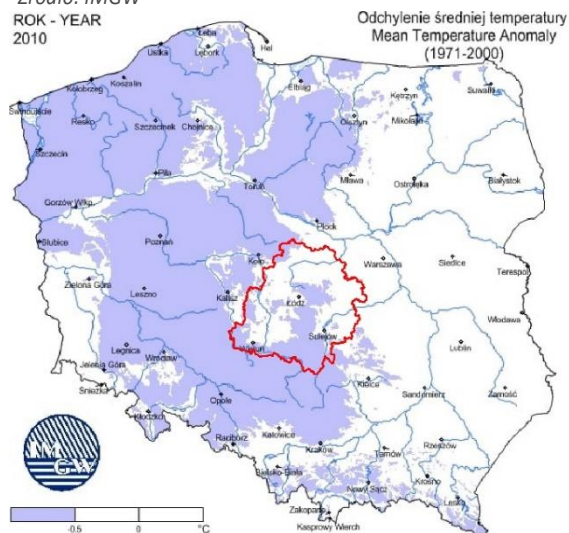 Źródło: IMGW
ROK - YEAR
2010
Odchylenie średniej temperatury
Mean Temperature Anomaly
(1971-2000)
Łeba
Ustka
Lębork
Hel
Koszalin
Kołobrzeg
Świnoujście
Resko
Szczecinek
Chojnice
Elbląg
Kętrzyn
Suwałki
Olsztyn
Mikołajki
Szczecin
Piła
Toruń
Mława
Ostrołęka
Białystok
Gorzów Wlkp.
Płock
Słubice
Poznań
Koło
Warszawa
Siedlce
Terespol
Zielona Góra
Leszno
Kalisz
Łódź
Włodawa
Sulejów
Wieluń
Legnica
Wrocław
Lublin
Jelenia Góra
Śnieżka
Kielce
Sandomierz
Zamość
Opole
Kłodzko
Racibórz
Katowice
Kraków
Tarnów
Rzeszów
Bielsko-Biała
Nowy Sącz
Krosno
Lesko
Zakopane
Kasprowy Wierch
IM
GW
-0.5 0 °C